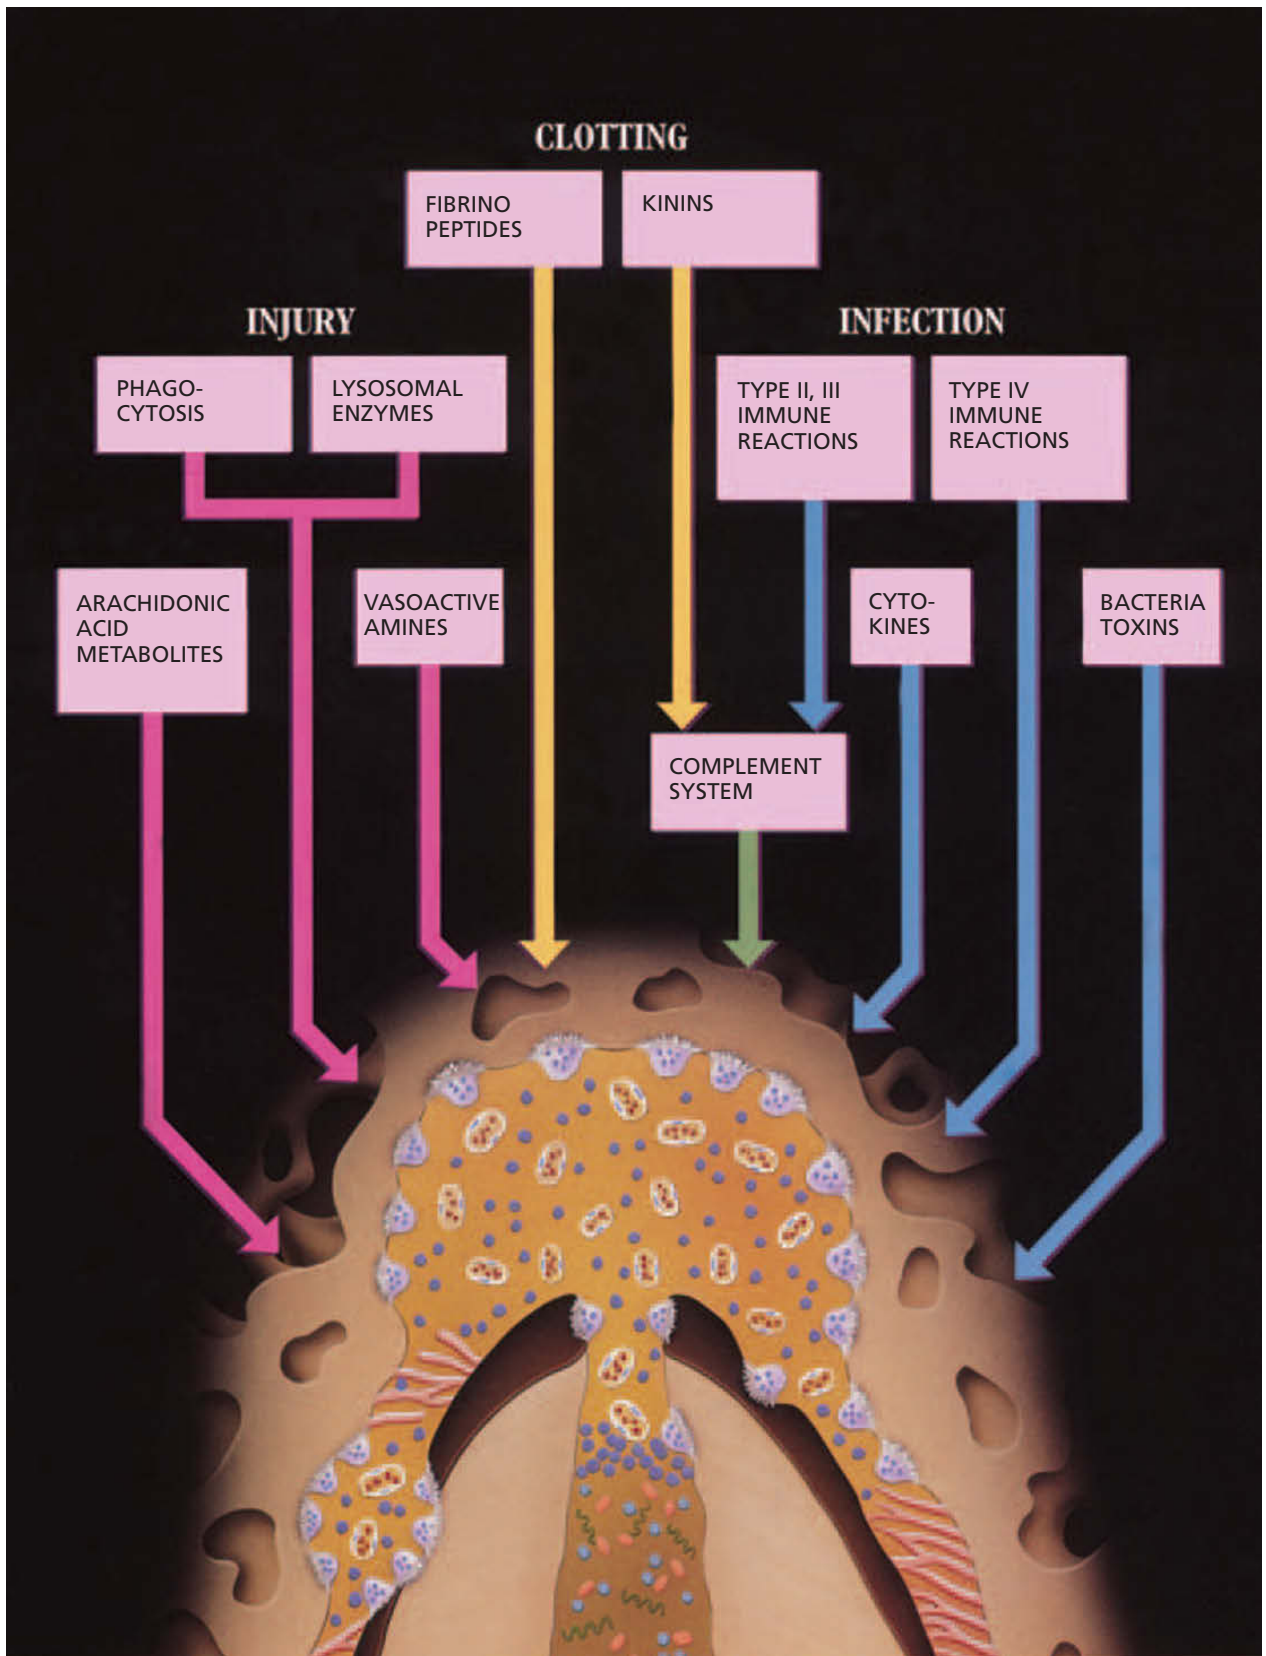 CLOTTING
FIBRINO
PEPTIDES
KININS
INJURY
INFECTION
PHAGO-
CYTOSIS
LYSOSOMAL
ENZYMES
TYPE II, III
IMMUNE
REACTIONS
TYPE IV
IMMUNE
REACTIONS
ARACHIDONIC
ACID
METABOLITES
VASOACTIVE
AMINES
CYTO-
KINES
BACTERIA
TOXINS
COMPLEMENT
SYSTEM